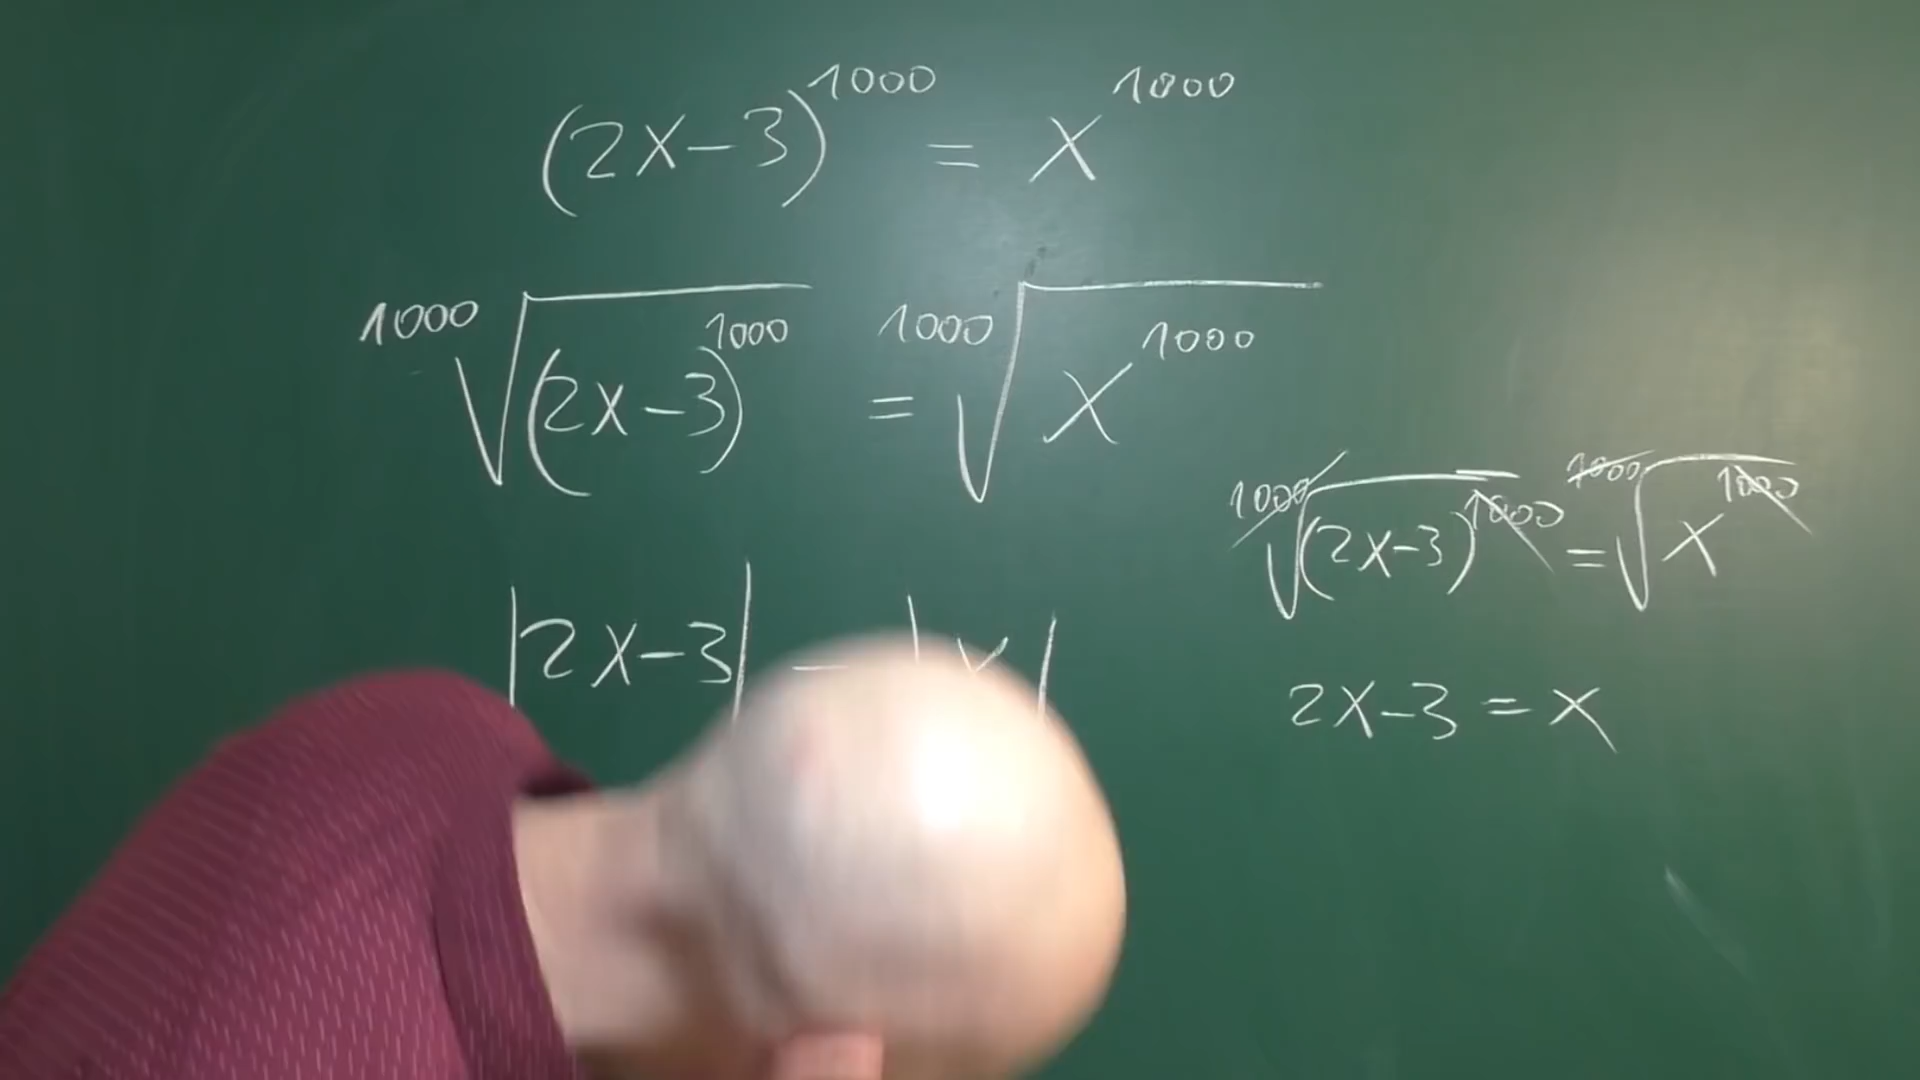 (2x-3)^1000 = x^1000
1000√(2x-3)^1000 = 1000√x^1000
1000√(2x-3)^1000 = 1000√x^1000
|2x-3| = |x|
2x-3 = x